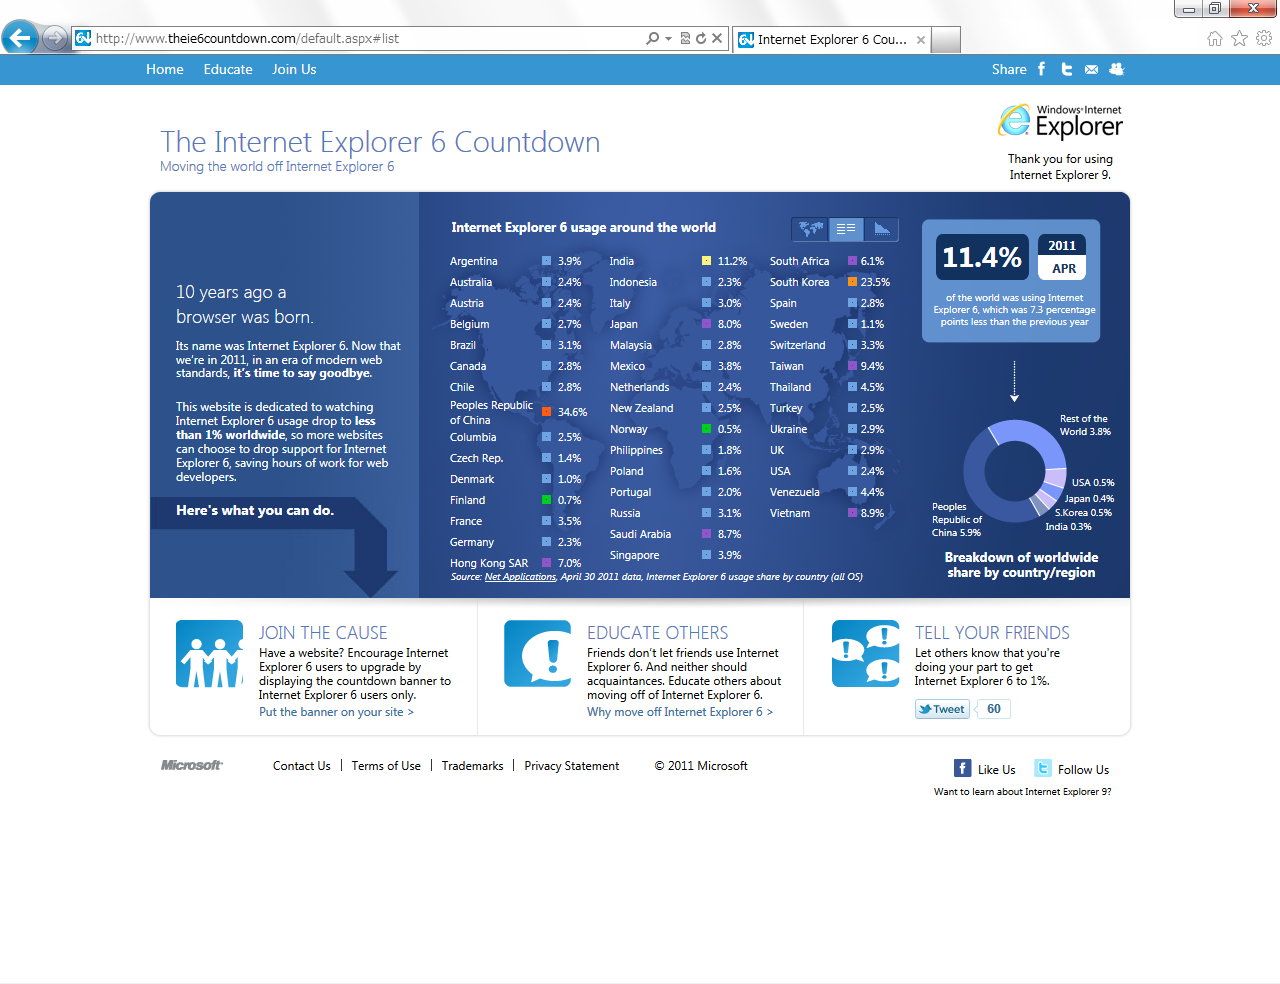 http://www.theie6countdown.com/default.aspx#list
Internet Explorer 6 Cou...
Home Educate Join Us
Share
The Internet Explorer 6 Countdown
Moving the world off Internet Explorer 6
Windows Internet
Explorer
Thank you for using
Internet Explorer 9.
10 years ago a
browser was born.
Its name was Internet Explorer 6. Now that
we're in 2011, in an era of modern web
standards, it's time to say goodbye.
This website is dedicated to watching
Internet Explorer 6 usage drop to less
than 1% worldwide, so more websites
can choose to drop support for Internet
Explorer 6, saving hours of work for web
developers.
Here's what you can do.
Internet Explorer 6 usage around the world
Argentina 3.9%
Australia 2.4%
Austria 2.4%
Belgium 2.7%
Brazil 3.1%
Canada 2.8%
Chile 2.8%
Peoples Republic
of China 34.6%
Columbia 2.5%
Czech Rep. 1.4%
Denmark 1.0%
Finland 0.7%
France 3.5%
Germany 2.3%
Hong Kong SAR 7.0%
India 11.2%
Indonesia 2.3%
Italy 3.0%
Japan 8.0%
Malaysia 2.8%
Mexico 3.8%
Netherlands 2.4%
New Zealand 2.5%
Norway 0.5%
Philippines 1.8%
Poland 1.6%
Portugal 2.0%
Russia 3.1%
Saudi Arabia 8.7%
Singapore 3.9%
South Africa 6.1%
South Korea 23.5%
Spain 2.8%
Sweden 1.1%
Switzerland 3.3%
Taiwan 9.4%
Thailand 4.5%
Turkey 2.5%
Ukraine 2.9%
UK 2.9%
USA 2.4%
Venezuela 4.4%
Vietnam 8.9%
Source: Net Applications, April 30 2011 data, Internet Explorer 6 usage share by country (all OS)
11.4%
2011
APR
of the world was using Internet
Explorer 6, which was 7.3 percentage
points less than the previous year
Rest of the
World 3.8%
USA 0.5%
Japan 0.4%
S.Korea 0.5%
India 0.3%
Peoples
Republic of
China 5.9%
Breakdown of worldwide
share by country/region
JOIN THE CAUSE
Have a website? Encourage Internet
Explorer 6 users to upgrade by
displaying the countdown banner to
Internet Explorer 6 users only.
Put the banner on your site >
EDUCATE OTHERS
Friends don't let friends use Internet
Explorer 6. And neither should
acquaintances. Educate others about
moving off of Internet Explorer 6.
Why move off Internet Explorer 6 >
TELL YOUR FRIENDS
Let others know that you're
doing your part to get
Internet Explorer 6 to 1%.
Tweet 60
Microsoft
Contact Us | Terms of Use | Trademarks | Privacy Statement © 2011 Microsoft
Like Us Follow Us
Want to learn about Internet Explorer 9?